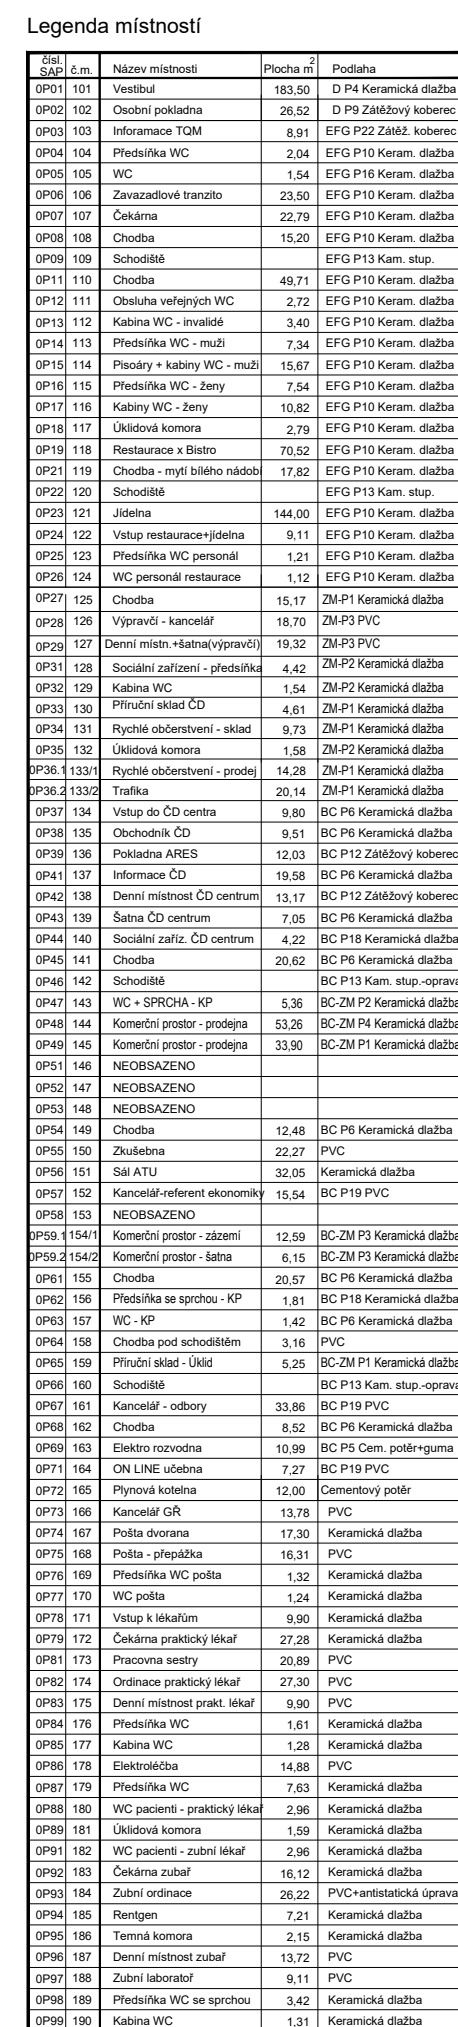 Legenda místností
čísl. SAP č.m. Název místnosti Plocha m2 Podlaha
0P01 101 Vestibul 183,50 D P4 Keramická dlažba
0P02 102 Osobní pokladna 26,52 D P9 Zátěžový koberec
0P03 103 Inforamace TQM 8,91 EFG P22 Zátěž. koberec
0P04 104 Předsíňka WC 2,04 EFG P10 Keram. dlažba
0P05 105 WC 1,54 EFG P16 Keram. dlažba
0P06 106 Zavazadlové tranzito 23,50 EFG P10 Keram. dlažba
0P07 107 Čekárna 22,79 EFG P10 Keram. dlažba
0P08 108 Chodba 15,20 EFG P10 Keram. dlažba
0P09 109 Schodiště EFG P13 Kam. stup.
0P11 110 Chodba 49,71 EFG P10 Keram. dlažba
0P12 111 Obsluha veřejných WC 2,72 EFG P10 Keram. dlažba
0P13 112 Kabina WC - invalidé 3,40 EFG P10 Keram. dlažba
0P14 113 Předsíňka WC - muži 7,34 EFG P10 Keram. dlažba
0P15 114 Pisoáry + kabiny WC - muži 15,67 EFG P10 Keram. dlažba
0P16 115 Předsíňka WC - ženy 7,54 EFG P10 Keram. dlažba
0P17 116 Kabiny WC - ženy 10,82 EFG P10 Keram. dlažba
0P18 117 Úklidová komora 2,79 EFG P10 Keram. dlažba
0P19 118 Restaurace x Bistro 70,52 EFG P10 Keram. dlažba
0P21 119 Chodba - mytí bílého nádobí 17,82 EFG P10 Keram. dlažba
0P22 120 Schodiště EFG P13 Kam. stup.
0P23 121 Jídelna 144,00 EFG P10 Keram. dlažba
0P24 122 Vstup restaurace+jídelna 9,11 EFG P10 Keram. dlažba
0P25 123 Předsíňka WC personál 1,21 EFG P10 Keram. dlažba
0P26 124 WC personál restaurace 1,12 EFG P10 Keram. dlažba
0P27 125 Chodba 15,17 ZM-P1 Keramická dlažba
0P28 126 Výpravčí - kancelář 18,70 ZM-P3 PVC
0P29 127 Denní místn.+šatna(výpravčí) 19,32 ZM-P3 PVC
0P31 128 Sociální zařízení - předsíňka 4,42 ZM-P2 Keramická dlažba
0P32 129 Kabina WC 1,54 ZM-P2 Keramická dlažba
0P33 130 Příruční sklad ČD 4,61 ZM-P1 Keramická dlažba
0P34 131 Rychlé občerstvení - sklad 9,73 ZM-P1 Keramická dlažba
0P35 132 Úklidová komora 1,58 ZM-P2 Keramická dlažba
0P36.1 133/1 Rychlé občerstvení - prodej 14,28 ZM-P1 Keramická dlažba
0P36.2 133/2 Trafika 20,14 ZM-P1 Keramická dlažba
0P37 134 Vstup do ČD centra 9,80 BC P6 Keramická dlažba
0P38 135 Obchodník ČD 9,51 BC P6 Keramická dlažba
0P39 136 Pokladna ARES 12,03 BC P12 Zátěžový koberec
0P41 137 Informace ČD 19,58 BC P6 Keramická dlažba
0P42 138 Denní místnost ČD centrum 13,17 BC P12 Zátěžový koberec
0P43 139 Šatna ČD centrum 7,05 BC P6 Keramická dlažba
0P44 140 Sociální zaříz. ČD centrum 4,22 BC P18 Keramická dlažba
0P45 141 Chodba 20,62 BC P6 Keramická dlažba
0P46 142 Schodiště BC P13 Kam. stup.-oprava
0P47 143 WC + SPRCHA - KP 5,36 BC-ZM P2 Keramická dlažba
0P48 144 Komerční prostor - prodejna 53,26 BC-ZM P4 Keramická dlažba
0P49 145 Komerční prostor - prodejna 33,90 BC-ZM P1 Keramická dlažba
0P51 146 NEOBSAZENO
0P52 147 NEOBSAZENO
0P53 148 NEOBSAZENO
0P54 149 Chodba 12,48 BC P6 Keramická dlažba
0P55 150 Zkušebna 22,27 PVC
0P56 151 Sál ATU 32,05 Keramická dlažba
0P57 152 Kancelář-referent ekonomiky 15,54 BC P19 PVC
0P58 153 NEOBSAZENO
0P59.1 154/1 Komerční prostor - zázemí 12,59 BC-ZM P3 Keramická dlažba
0P59.2 154/2 Komerční prostor - šatna 6,15 BC-ZM P3 Keramická dlažba
0P61 155 Chodba 20,57 BC P6 Keramická dlažba
0P62 156 Předsíňka se sprchou - KP 1,81 BC P18 Keramická dlažba
0P63 157 WC - KP 1,42 BC P6 Keramická dlažba
0P64 158 Chodba pod schodištěm 3,16 PVC
0P65 159 Příruční sklad - Úklid 5,25 BC-ZM P1 Keramická dlažba
0P66 160 Schodiště BC P13 Kam. stup.-oprava
0P67 161 Kancelář - odbory 33,86 BC P19 PVC
0P68 162 Chodba 8,52 BC P6 Keramická dlažba
0P69 163 Elektro rozvodna 10,99 BC P5 Cem. potěr+guma
0P71 164 ON LINE učebna 7,27 BC P19 PVC
0P72 165 Plynová kotelna 12,00 Cementový potěr
0P73 166 Kancelář GŘ 13,78 PVC
0P74 167 Pošta dvorana 17,30 Keramická dlažba
0P75 168 Pošta - přepážka 16,31 PVC
0P76 169 Předsíňka WC pošta 1,32 Keramická dlažba
0P77 170 WC pošta 1,24 Keramická dlažba
0P78 171 Vstup k lékařům 9,90 Keramická dlažba
0P79 172 Čekárna praktický lékař 27,28 Keramická dlažba
0P81 173 Pracovna sestry 20,89 PVC
0P82 174 Ordinace praktický lékař 27,30 PVC
0P83 175 Denní místnost prakt. lékař 9,90 PVC
0P84 176 Předsíňka WC 1,61 Keramická dlažba
0P85 177 Kabina WC 1,28 Keramická dlažba
0P86 178 Elektroléčba 14,88 PVC
0P87 179 Předsíňka WC 7,63 Keramická dlažba
0P88 180 WC pacienti - praktický lékař 2,96 Keramická dlažba
0P89 181 Úklidová komora 1,59 Keramická dlažba
0P91 182 WC pacienti - zubní lékař 2,96 Keramická dlažba
0P92 183 Čekárna zubař 16,12 Keramická dlažba
0P93 184 Zubní ordinace 26,22 PVC+antistatická úprava
0P94 185 Rentgen 7,21 Keramická dlažba
0P95 186 Temná komora 2,15 Keramická dlažba
0P96 187 Denní místnost zubař 13,72 PVC
0P97 188 Zubní laboratoř 9,11 PVC
0P98 189 Předsíňka WC se sprchou 3,42 Keramická dlažba
0P99 190 Kabina WC 1,31 Keramická dlažba